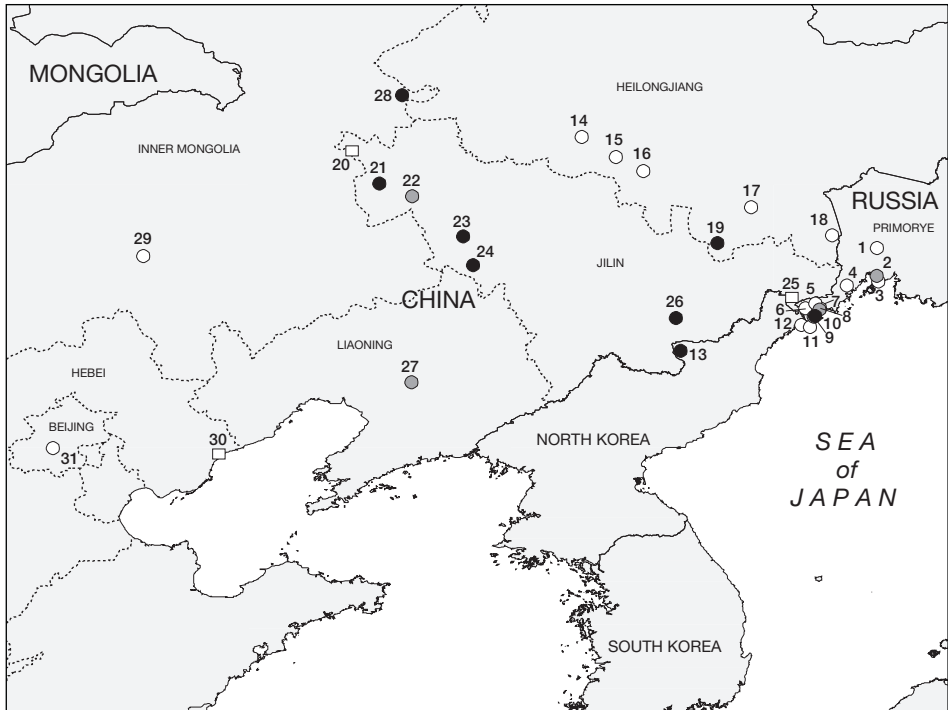 MONGOLIA
28
HEILONGJIANG
14
15
INNER MONGOLIA
20
16
21
22
17
RUSSIA
18
PRIMORYE
23
19
1
29
24
JILIN
2
25
4
3
CHINA
5
7
6
8
26
10
12
9
11
LIAONING
13
HEBEI
27
BEIJING
30
NORTH KOREA
SEA
31
of
JAPAN
SOUTH KOREA